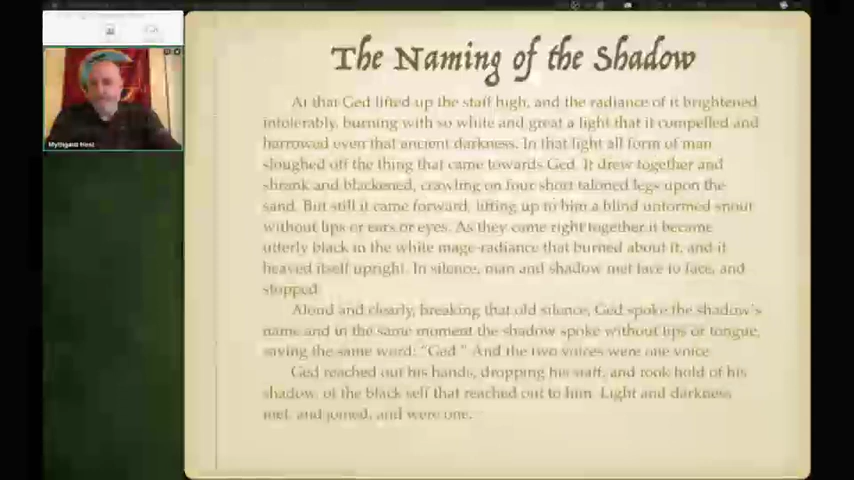 Mythgard Host
The Naming of the Shadow
At that Ged lifted up the staff high, and the radiance of it brightened
intolerably, burning with so white and great a light that it compelled and
harrowed even that ancient darkness. In that light all form of man
sloughed off the thing that came towards Ged. It drew together and
shrank and blackened, crawling on four short taloned legs upon the
sand. But still it came forward, lifting up to him a blind unformed snout
without lips or ears or eyes. As they came right together it became
utterly black in the white mage-radiance that burned about it, and it
heaved itself upright. In silence, man and shadow met face to face, and
stopped.
Aloud and clearly, breaking that old silence, Ged spoke the shadow's
name and in the same moment the shadow spoke without lips or tongue,
saying the same word: "Ged." And the two voices were one voice.
Ged reached out his hands, dropping his staff, and took hold of his
shadow, of the black self that reached out to him. Light and darkness
met, and joined, and were one.